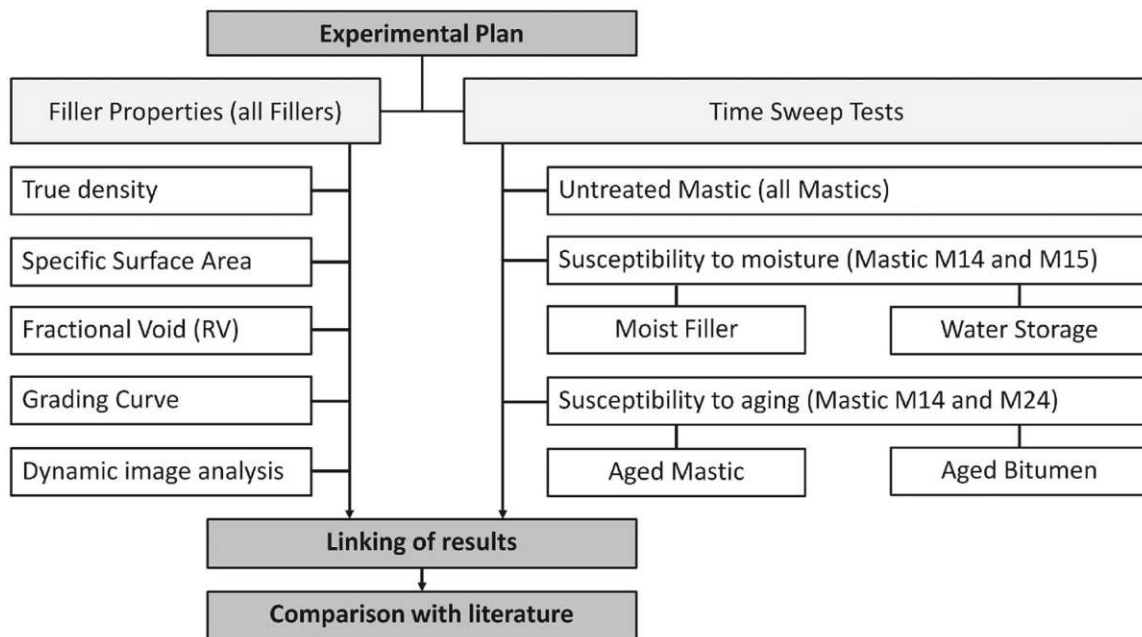 Experimental Plan
Filler Properties (all Fillers)
Time Sweep Tests
True density
Specific Surface Area
Fractional Void (RV)
Grading Curve
Dynamic image analysis
Untreated Mastic (all Mastics)
Susceptibility to moisture (Mastic M14 and M15)
Moist Filler
Water Storage
Susceptibility to aging (Mastic M14 and M24)
Aged Mastic
Aged Bitumen
Linking of results
Comparison with literature